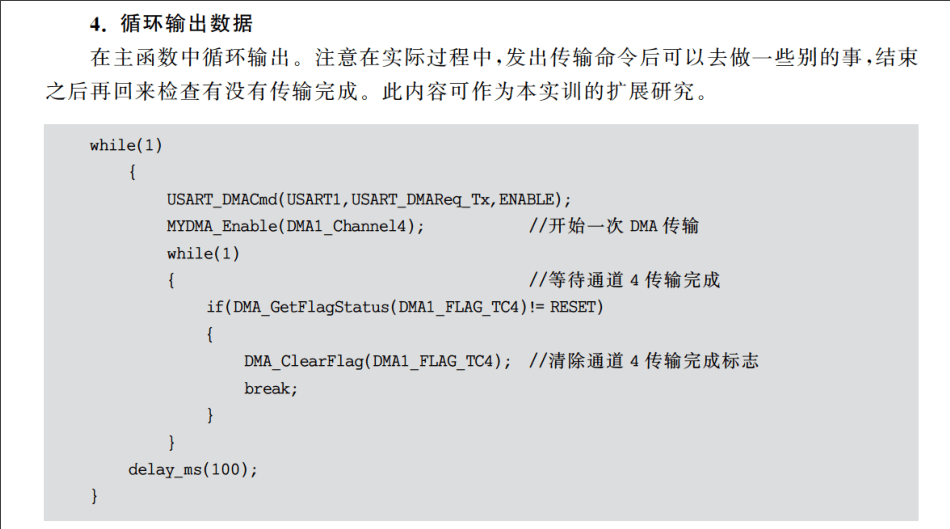 4. 循环输出数据
在主函数中循环输出。注意在实际过程中,发出传输命令后可以去做一些别的事,结束
之后再回来检查有没有传输完成。此内容可作为本实训的扩展研究。
while(1)
{
USART_DMACmd(USART1,USART_DMAReq_Tx,ENABLE);
MYDMA_Enable(DMA1_Channel4); //开始一次 DMA 传输
while(1)
{ //等待通道 4 传输完成
if(DMA_GetFlagStatus(DMA1_FLAG_TC4)!= RESET)
{
DMA_ClearFlag(DMA1_FLAG_TC4); //清除通道 4 传输完成标志
break;
}
}
delay_ms(100);
}